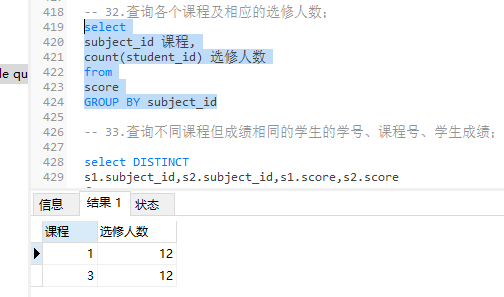 418 -- 32.查询各个课程及相应的选修人数;
419 select
420 subject_id 课程,
421 count(student_id) 选修人数
422 from
423 score
424 GROUP BY subject_id
425
426 -- 33.查询不同课程但成绩相同的学生的学号、课程号、学生成绩;
427
428 select DISTINCT
429 s1.subject_id,s2.subject_id,s1.score,s2.score
le qu
信息 结果 1 状态
课程 选修人数
1 12
3 12